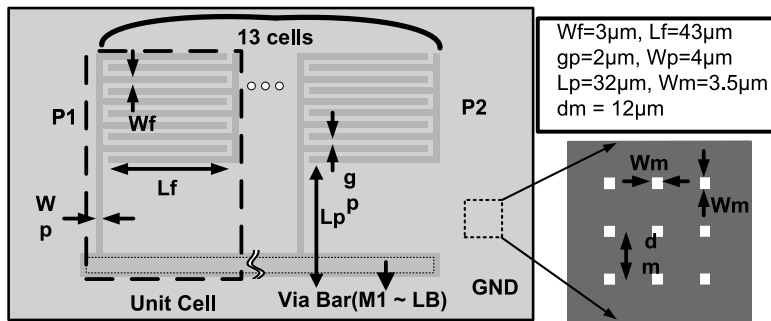 13 cells
P1
P2
Wf
Lf
g
p
Lp
W
p
Unit Cell
Via Bar(M1 ~ LB)
GND
Wf=3µm, Lf=43µm
gp=2µm, Wp=4µm
Lp=32µm, Wm=3.5µm
dm = 12µm
Wm
Wm
d
m